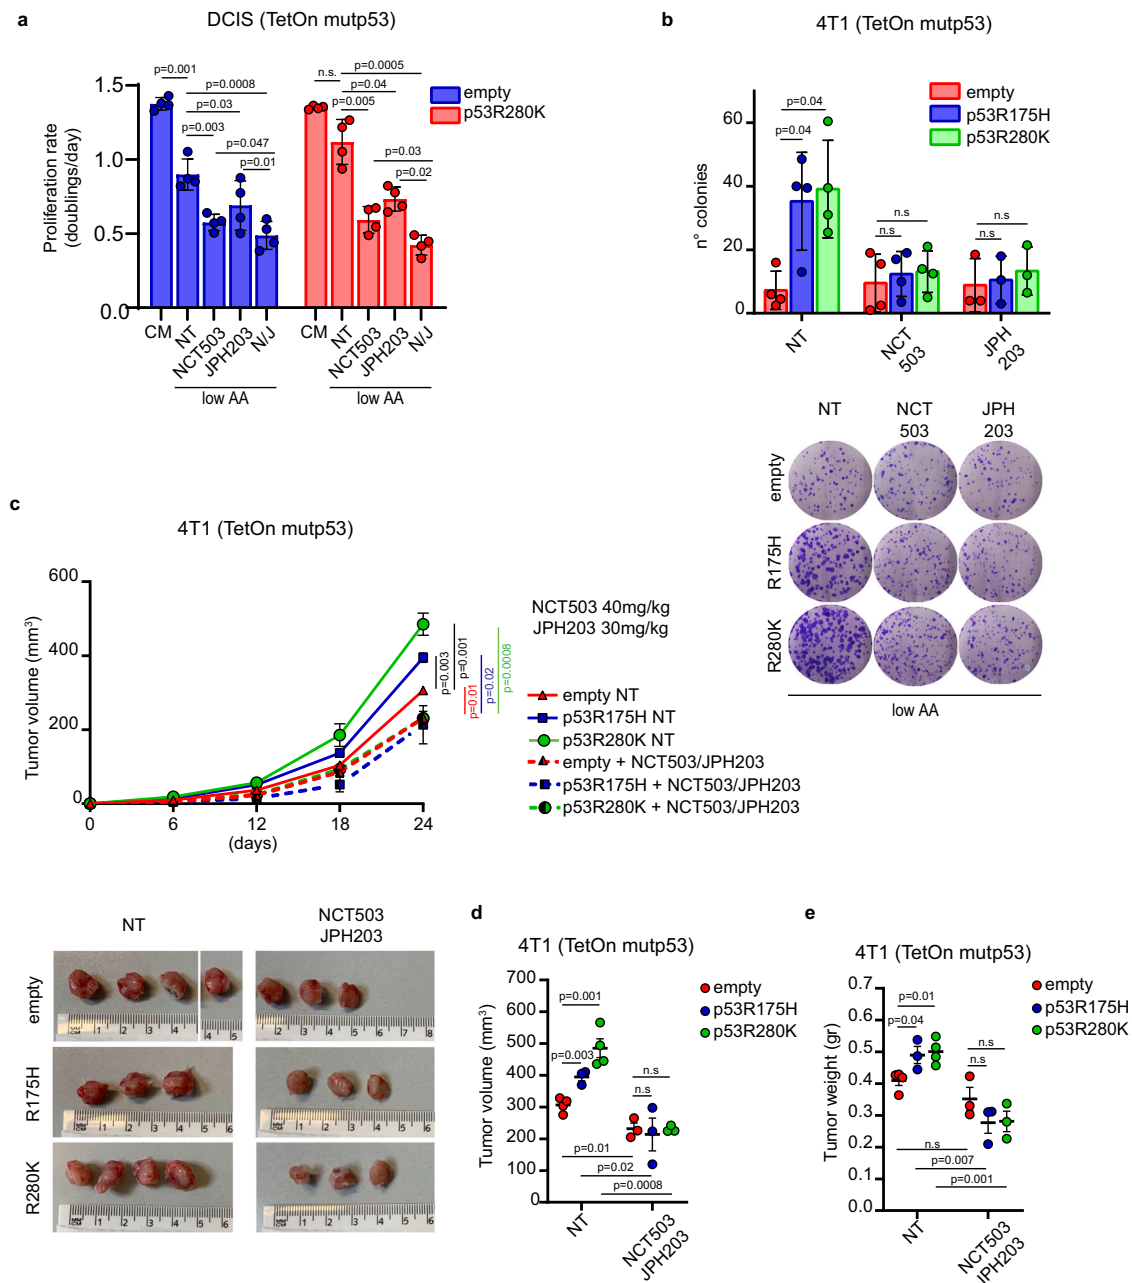 a
DCIS (TetOn mutp53)
Proliferation rate
(doublings/day)
1.5
1.0
0.5
0.0
p=0.001
p=0.0008
p=0.03
p=0.003
p=0.047
p=0.01
n.s.
p=0.0005
p=0.04
p=0.005
p=0.03
p=0.02
empty
p53R280K
CM
NT
NCT503
JPH203
N/J
low AA
CM
NT
NCT503
JPH203
N/J
low AA
b
4T1 (TetOn mutp53)
empty
p53R175H
p53R280K
n° colonies
60
40
20
0
p=0.04
p=0.04
n.s
n.s
n.s
n.s
NT
NCT
503
JPH
203
NT
NCT
503
JPH
203
empty
R175H
R280K
low AA
c
4T1 (TetOn mutp53)
Tumor volume (mm³)
600
400
200
0
0
6
12
18
24
(days)
p=0.003
p=0.001
p=0.01
p=0.02
p=0.0008
NCT503 40mg/kg
JPH203 30mg/kg
empty NT
p53R175H NT
p53R280K NT
empty + NCT503/JPH203
p53R175H + NCT503/JPH203
p53R280K + NCT503/JPH203
NT
NCT503
JPH203
empty
R175H
R280K
d
4T1 (TetOn mutp53)
Tumor volume (mm³)
700
600
500
400
300
200
100
0
p=0.001
p=0.003
n.s
n.s
p=0.01
p=0.02
p=0.0008
empty
p53R175H
p53R280K
NT
NCT503
JPH203
e
4T1 (TetOn mutp53)
Tumor weight (gr)
0.7
0.6
0.5
0.4
0.3
0.2
0.1
0.0
p=0.01
p=0.04
n.s
n.s
n.s
p=0.007
p=0.001
empty
p53R175H
p53R280K
NT
NCT503
IPH203